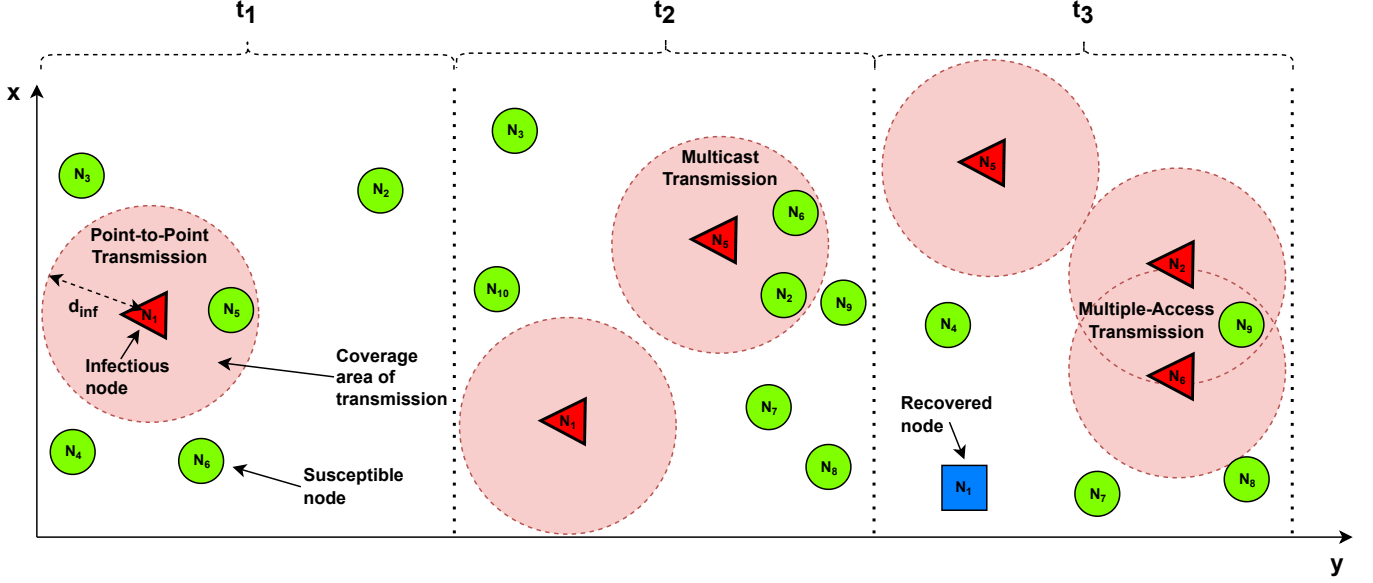 t1
t2
t3
x
N3
N2
Point-to-Point
Transmission
dinf
N1
N5
Infectious
node
Coverage
area of
transmission
N4
N6
Susceptible
node
N3
Multicast
Transmission
N6
N5
N10
N2
N9
N1
N7
N8
N5
N2
Multiple-Access
Transmission
N4
N9
N6
Recovered
node
N1
N7
N8
y